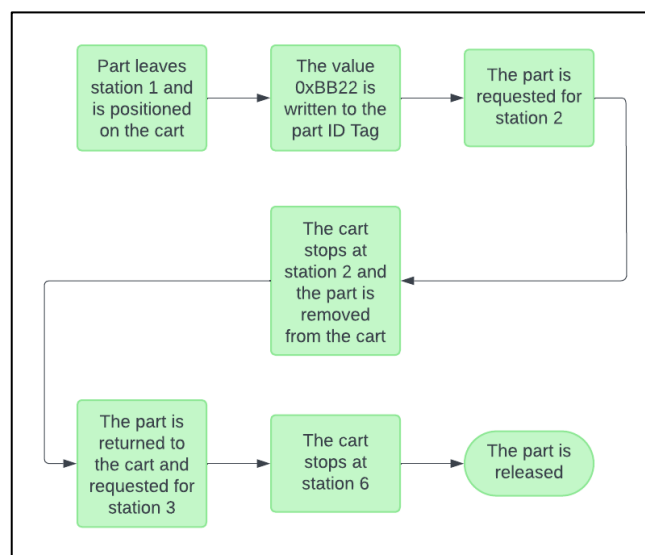 Part leaves
station 1 and
is positioned
on the cart
The value
0xBB22 is
written to the
part ID Tag
The part is
requested for
station 2
The cart
stops at
station 2 and
the part is
removed
from the cart
The part is
returned to
the cart and
requested for
station 3
The cart
stops at
station 6
The part is
released